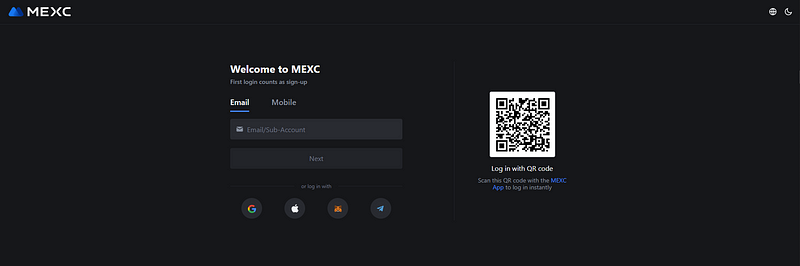 MEXC
Welcome to MEXC
First login counts as sign-up
Email Mobile
Email/Sub-Account
Next
or log in with
Log in with QR code
Scan this QR code with the MEXC
App to log in instantly